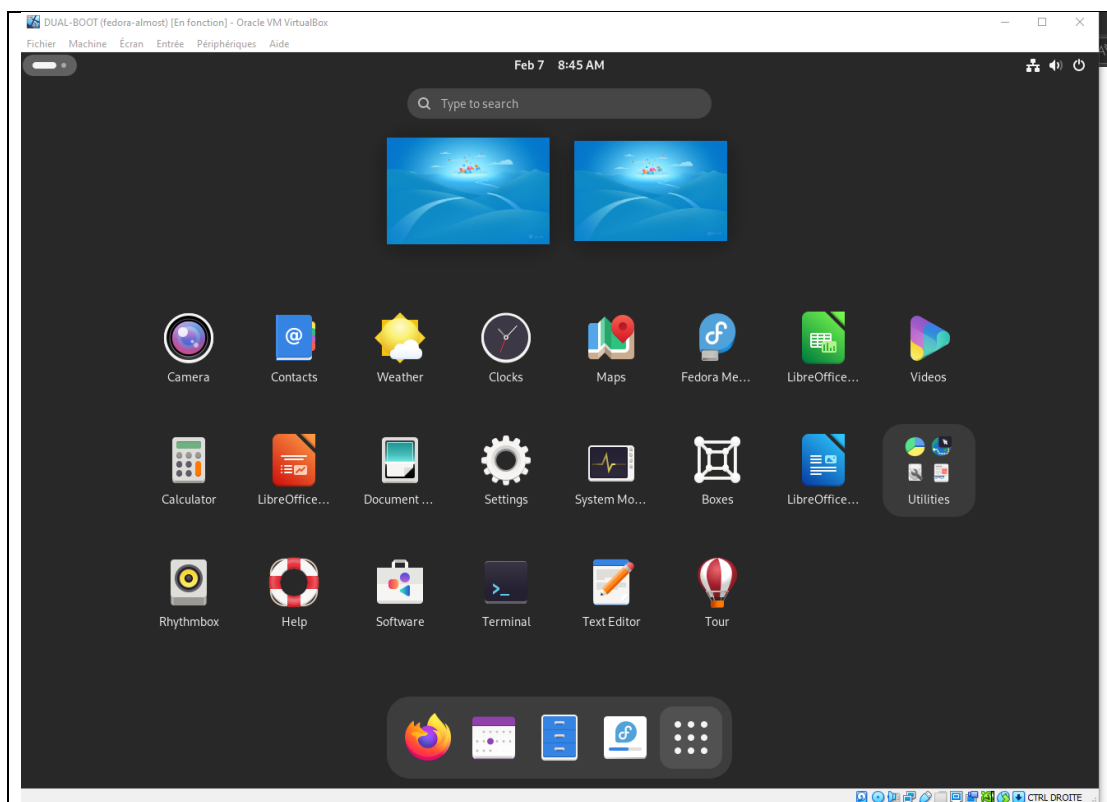 DUAL-BOOT (fedora-almost) [En fonction] - Oracle VM VirtualBox
Fichier Machine Écran Entrée Périphériques Aide
Feb 7 8:45 AM
Type to search
Camera Contacts Weather Clocks Maps Fedora Me... LibreOffice... Videos
Calculator LibreOffice... Document ... Settings System Mo... Boxes LibreOffice... Utilities
Rhythmbox Help Software Terminal Text Editor Tour
CTRL DROITE